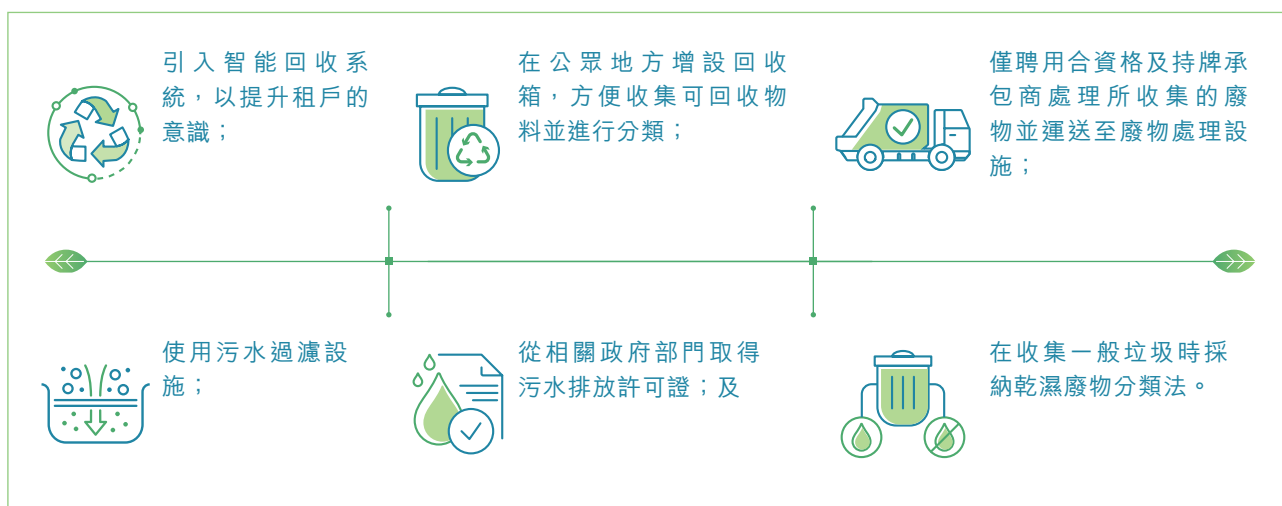 引入智能回收系
統，以提升租戶的
意識；
在公眾地方增設回收
箱，方便收集可回收物
料並進行分類；
僅聘用合資格及持牌承
包商處理所收集的廢
物並運送至廢物處理設
施；
使用污水過濾設
施；
從相關政府部門取得
污水排放許可證；及
在收集一般垃圾時採
納乾濕廢物分類法。